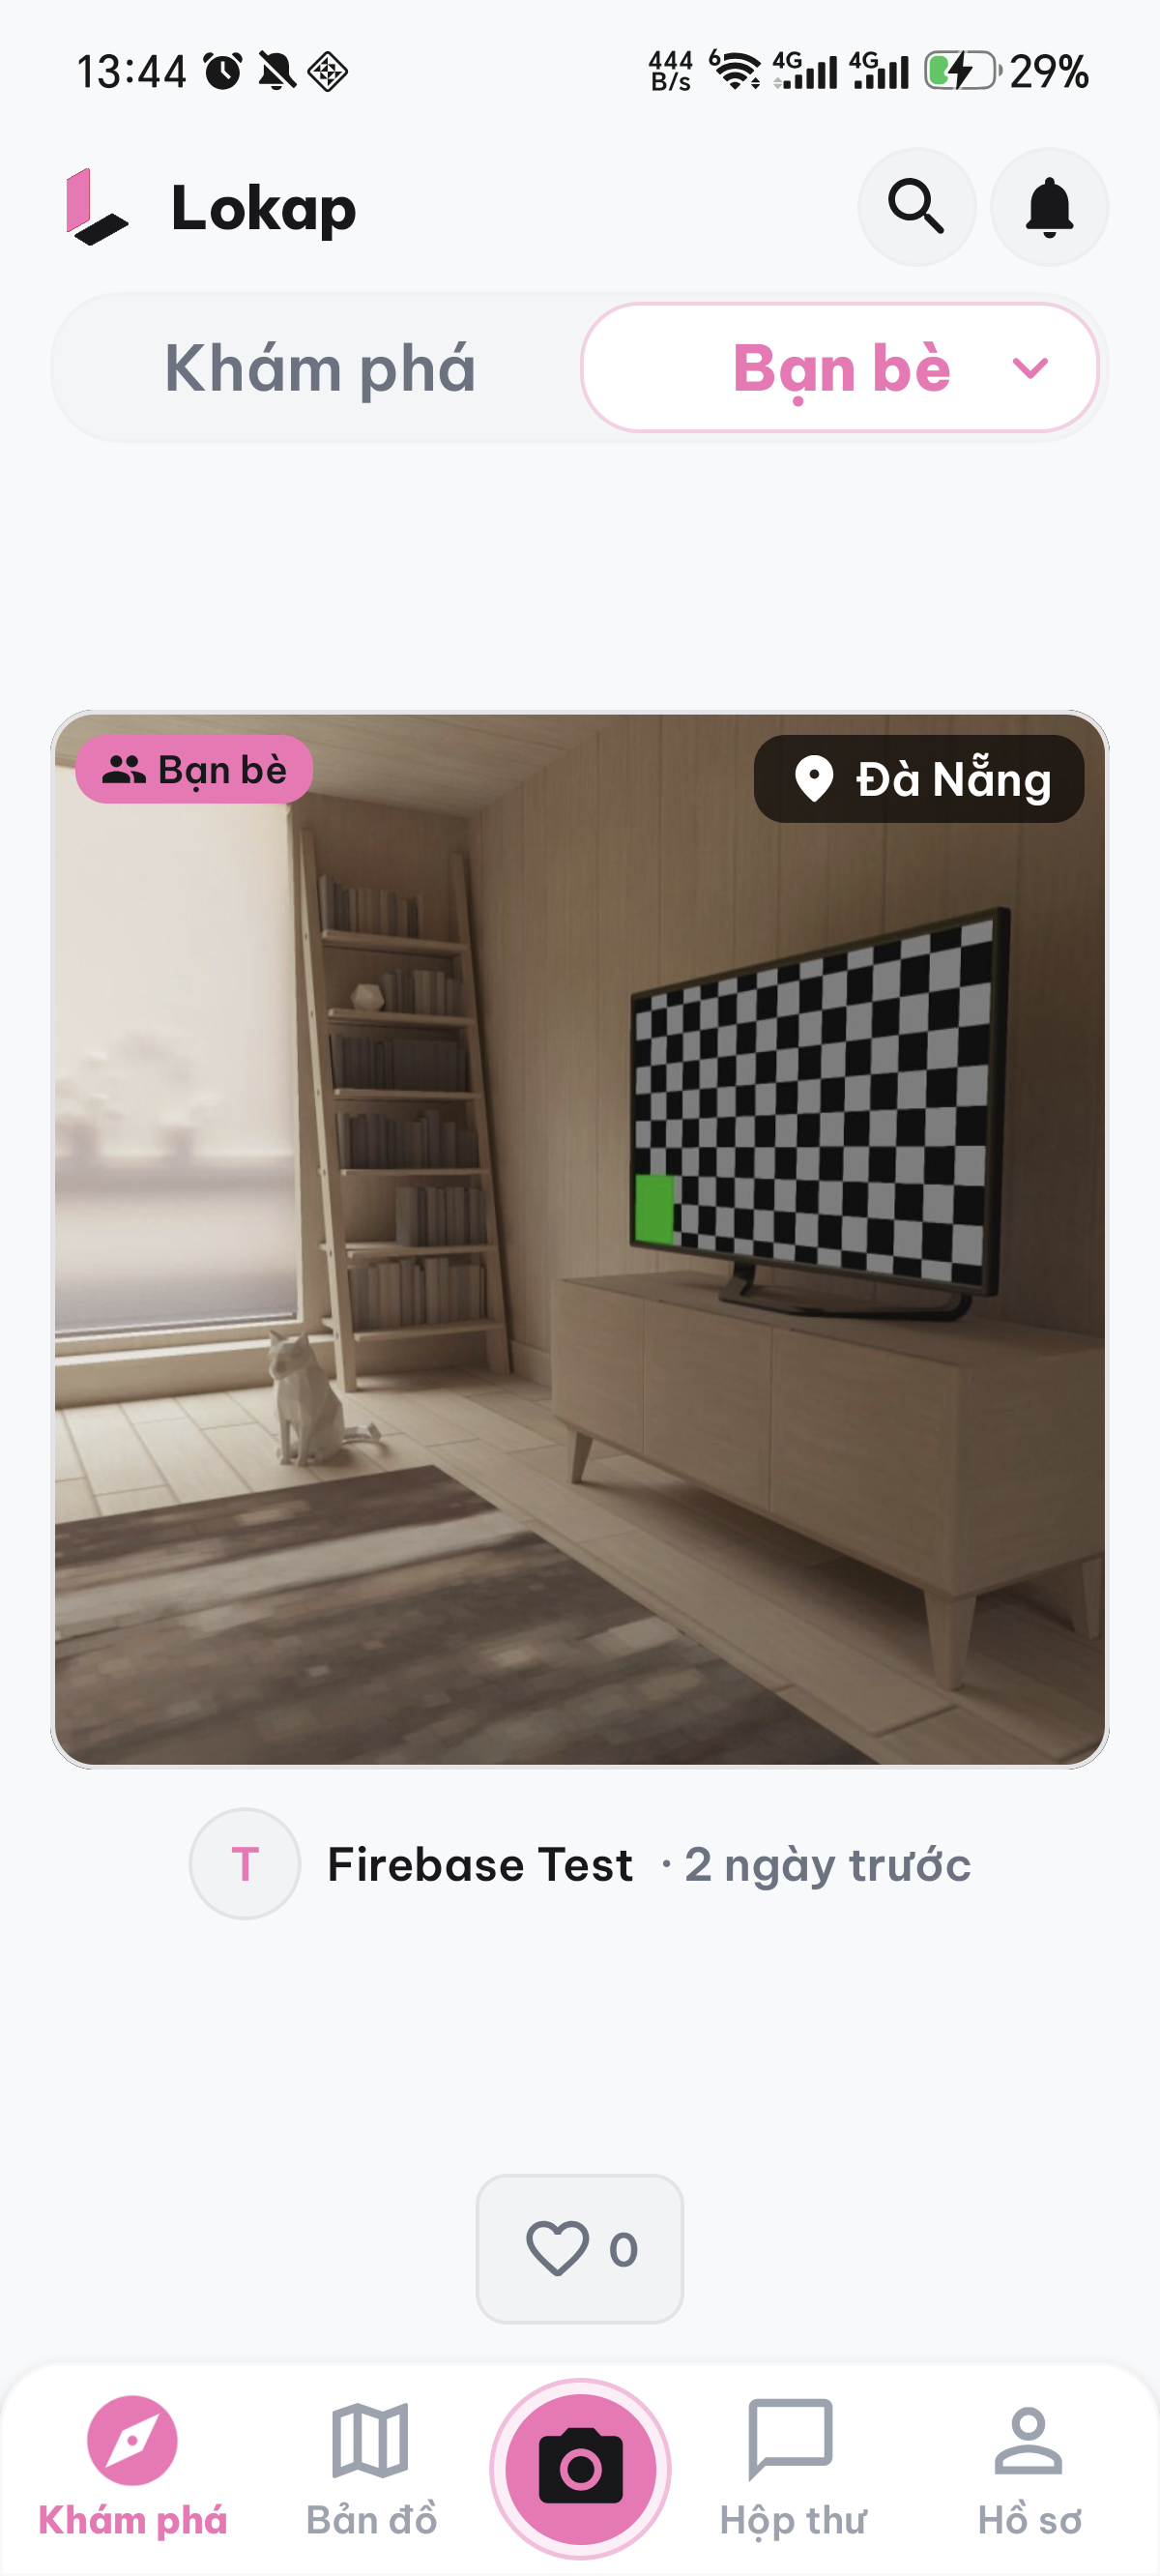 13:44 444 B/s 6 4G 4G 29%
Lokap
Khám phá Bạn bè
Bạn bè Đà Nẵng
T Firebase Test · 2 ngày trước
0
Khám phá Bản đồ Hộp thư Hồ sơ